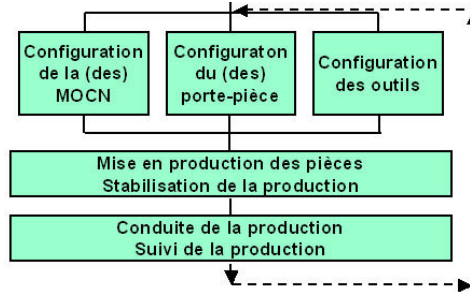 Configuration
de la (des)
MOCN
Configuraton
du (des)
porte-pièce
Configuration
des outils
Mise en production des pièces
Stabilisation de la production
Conduite de la production
Suivi de la production